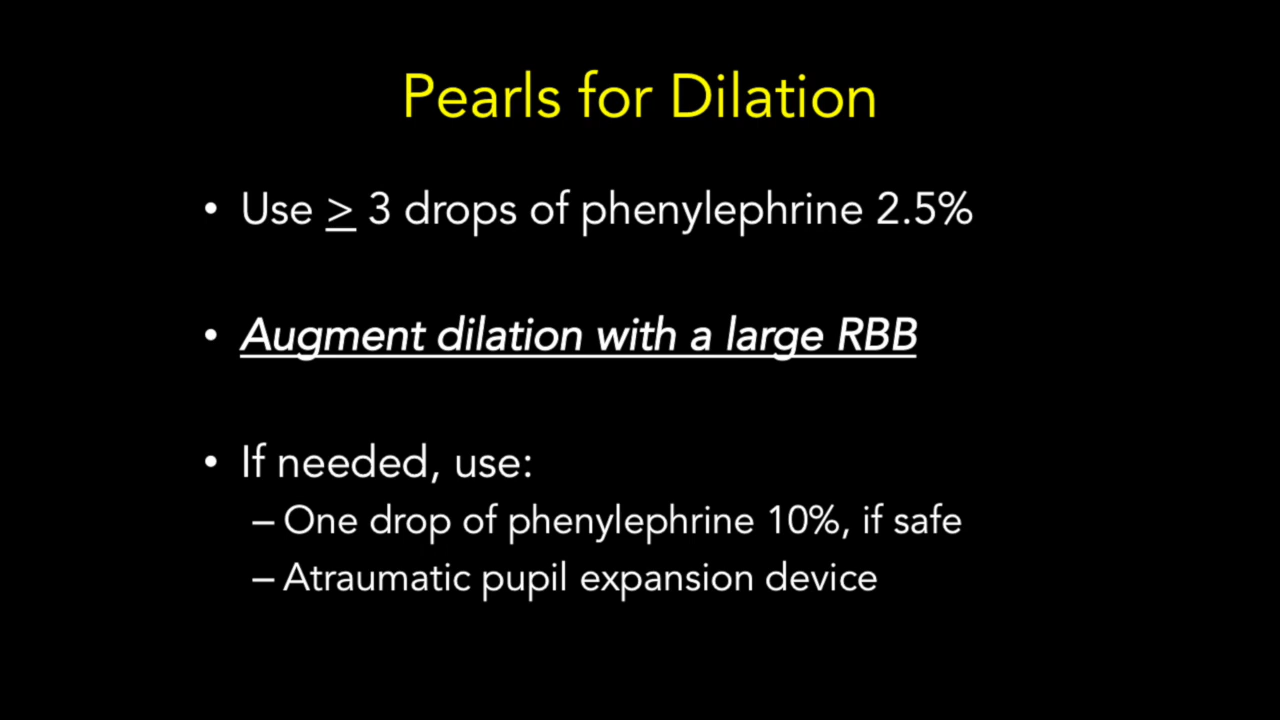 Pearls for Dilation
• Use ≥ 3 drops of phenylephrine 2.5%
• Augment dilation with a large RBB
• If needed, use:
– One drop of phenylephrine 10%, if safe
– Atraumatic pupil expansion device